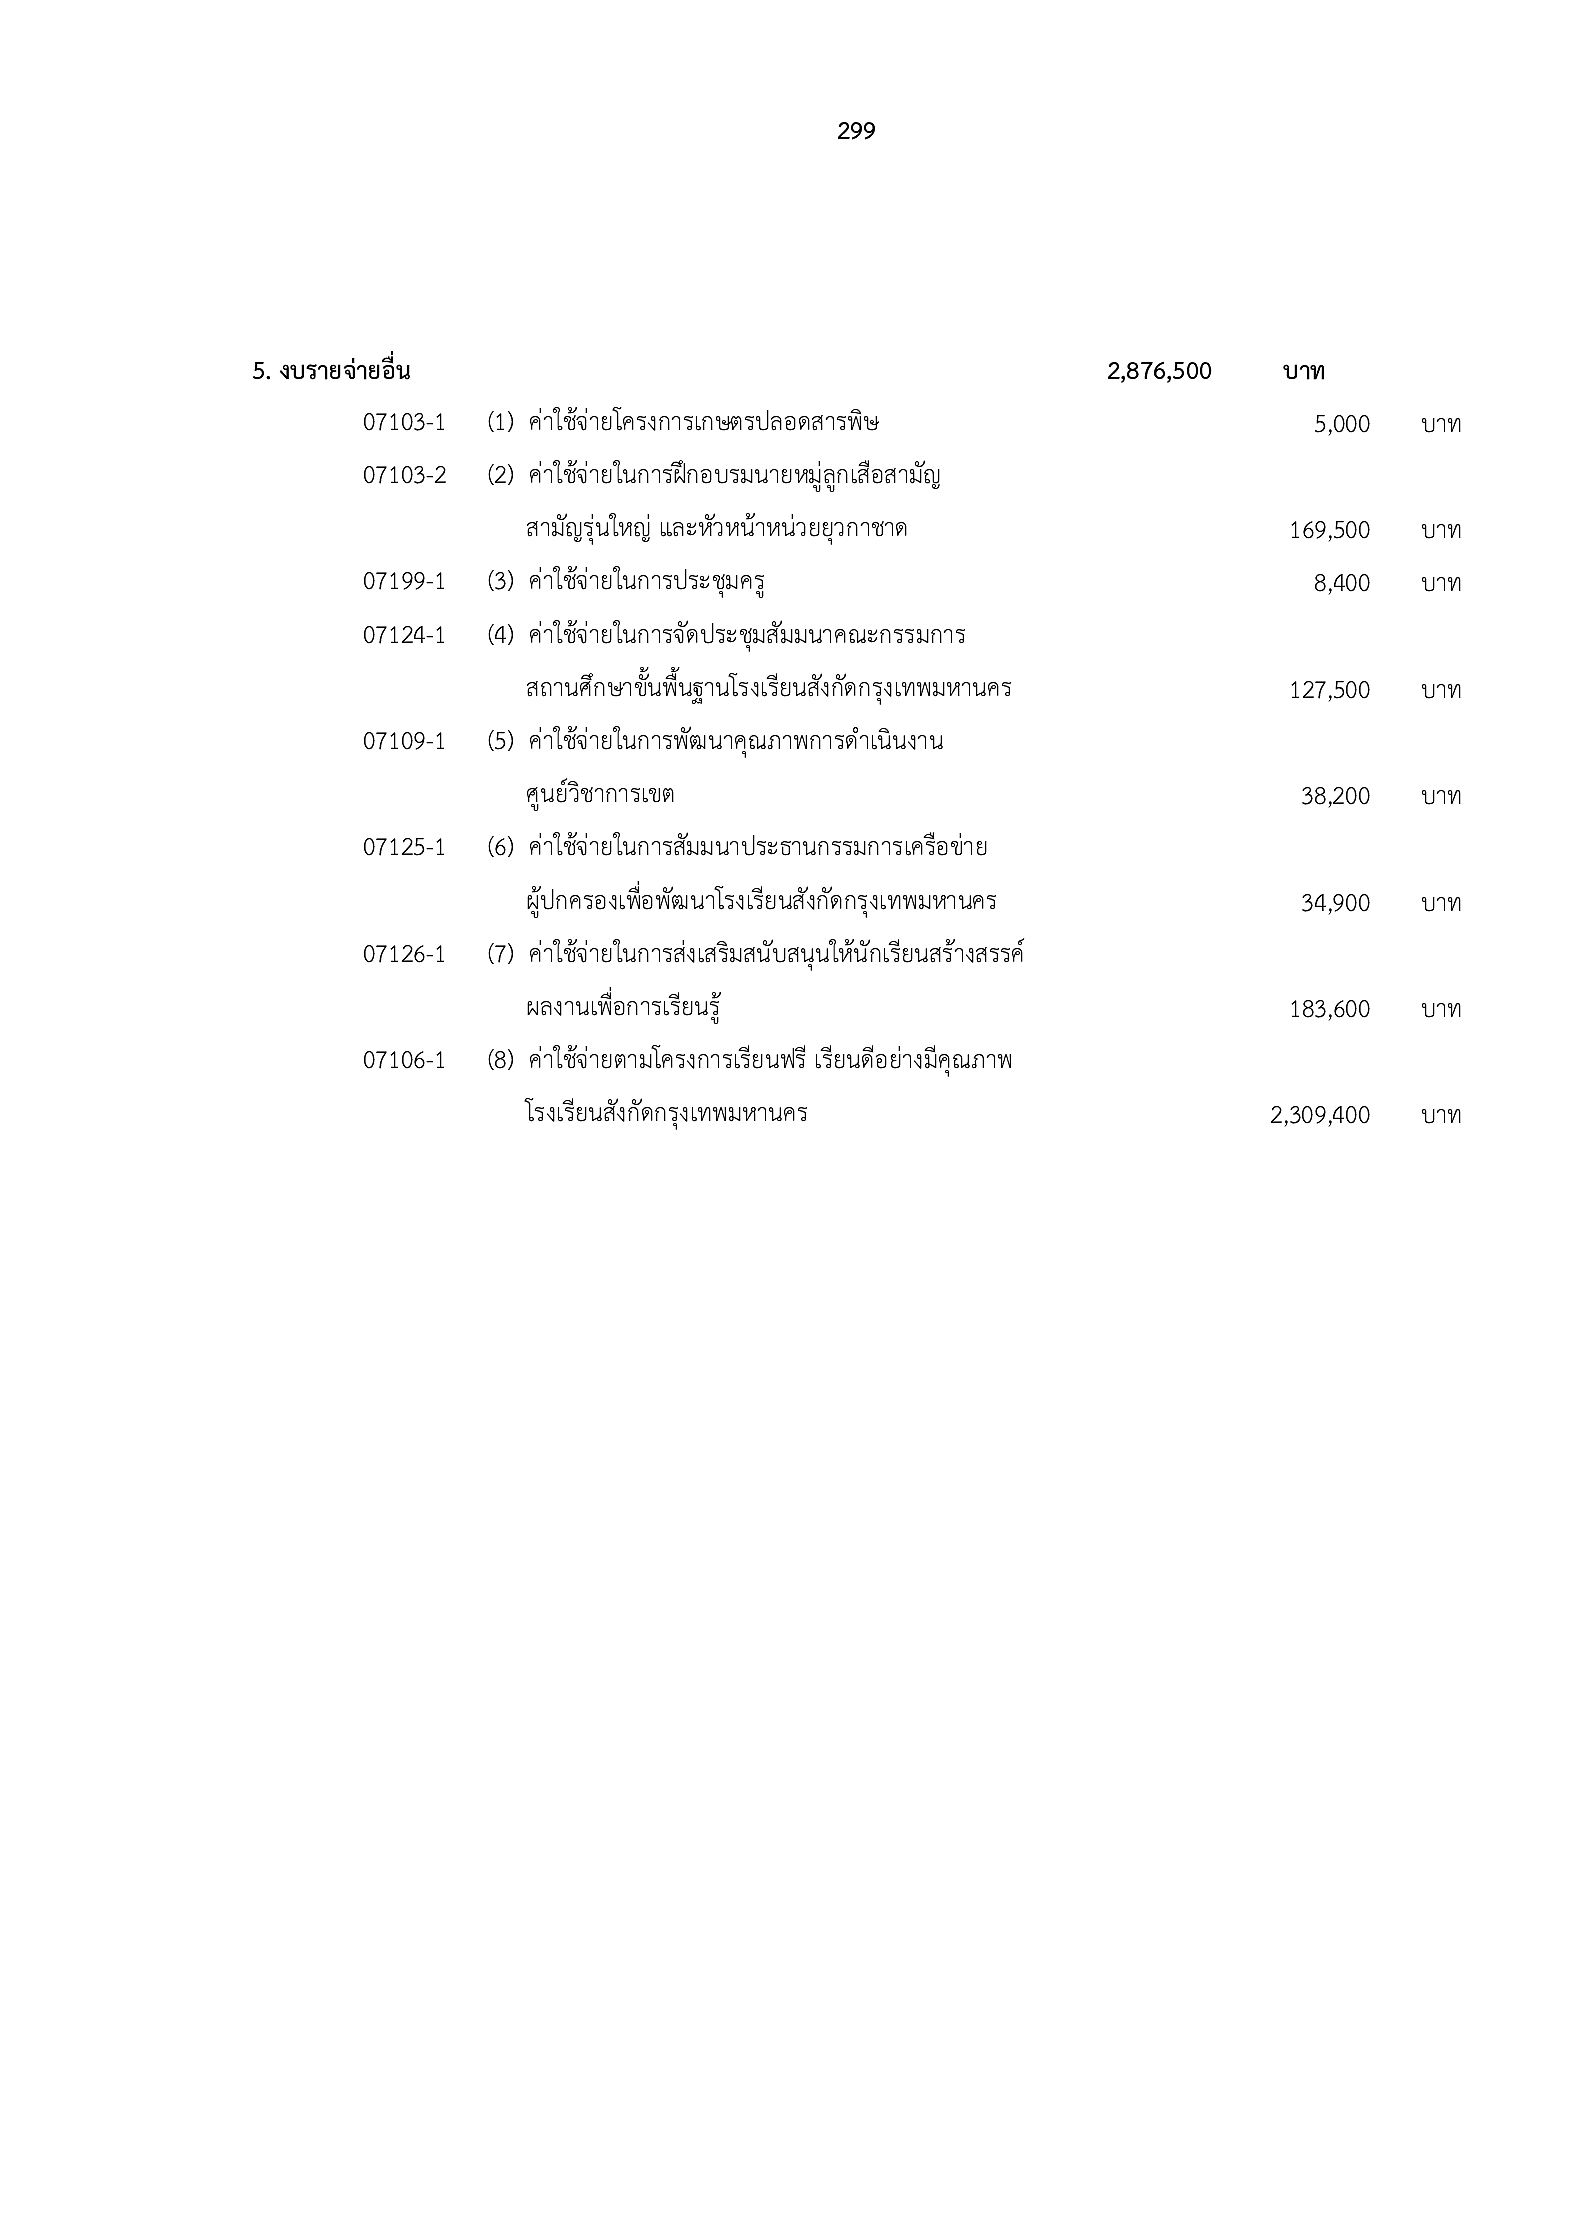 299
5. งบรายจ่ายอื่น 2,876,500 บาท
07103-1 (1) ค่าใช้จ่ายโครงการเกษตรปลอดสารพิษ 5,000 บาท
07103-2 (2) ค่าใช้จ่ายในการฝึกอบรมนายหมู่ลูกเสือสามัญ
สามัญรุ่นใหญ่ และหัวหน้าหน่วยยุวกาชาด 169,500 บาท
07199-1 (3) ค่าใช้จ่ายในการประชุมครู 8,400 บาท
07124-1 (4) ค่าใช้จ่ายในการจัดประชุมสัมมนาคณะกรรมการ
สถานศึกษาขั้นพื้นฐานโรงเรียนสังกัดกรุงเทพมหานคร 127,500 บาท
07109-1 (5) ค่าใช้จ่ายในการพัฒนาคุณภาพการดำเนินงาน
ศูนย์วิชาการเขต 38,200 บาท
07125-1 (6) ค่าใช้จ่ายในการสัมมนาประธานกรรมการเครือข่าย
ผู้ปกครองเพื่อพัฒนาโรงเรียนสังกัดกรุงเทพมหานคร 34,900 บาท
07126-1 (7) ค่าใช้จ่ายในการส่งเสริมสนับสนุนให้นักเรียนสร้างสรรค์
ผลงานเพื่อการเรียนรู้ 183,600 บาท
07106-1 (8) ค่าใช้จ่ายตามโครงการเรียนฟรี เรียนดีอย่างมีคุณภาพ
โรงเรียนสังกัดกรุงเทพมหานคร 2,309,400 บาท